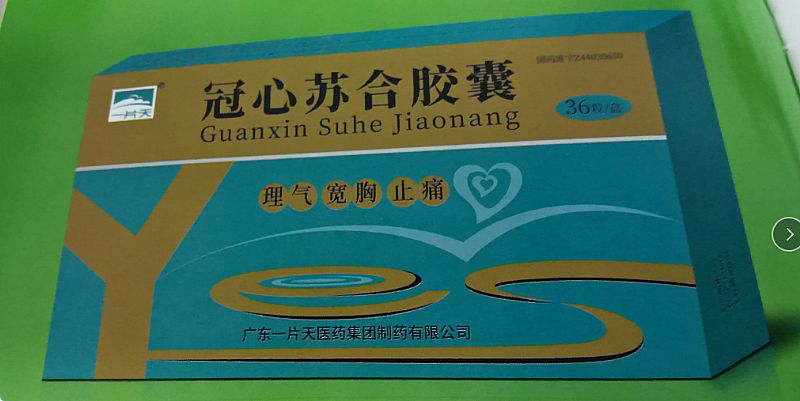 一片天
冠心苏合胶囊
Guanxin Suhe Jiaonang
36粒/盒
理气 宽胸 止痛
广东一片天医药集团制药有限公司